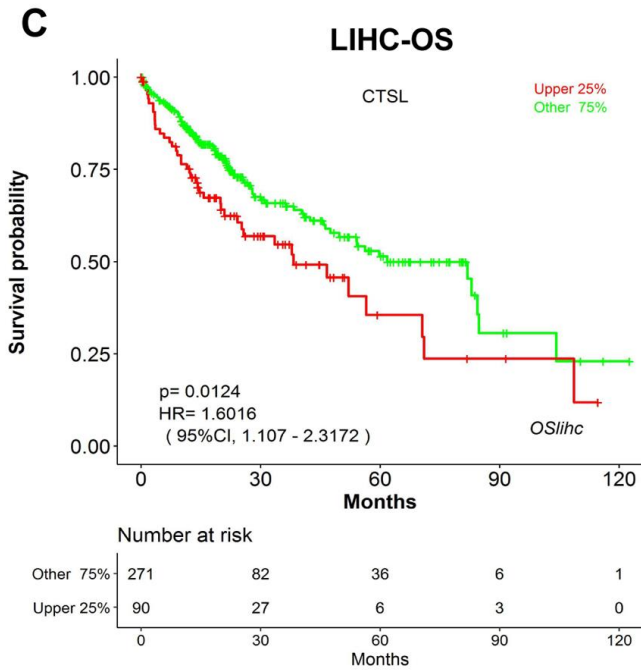 C
LIHC-OS
CTSL
Upper 25%
Other 75%
Survival probability
1.00
0.75
0.50
0.25
0.00
p= 0.0124
HR= 1.6016
( 95%CI, 1.107 - 2.3172 )
OSlihc
0 30 60 90 120
Months
Number at risk
Other 75% 271 82 36 6 1
Upper 25% 90 27 6 3 0
0 30 60 90 120
Months